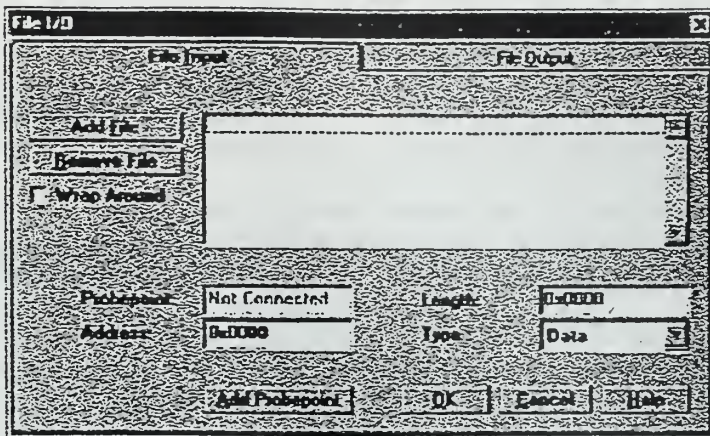 File I/O
File Input
File Output
Add File
Remove File
Wrap Around
Probepoint: Not Connected
Length: 0x0000
Address: 0x0000
Type: Data
Add Probepoint
OK
Cancel
Help